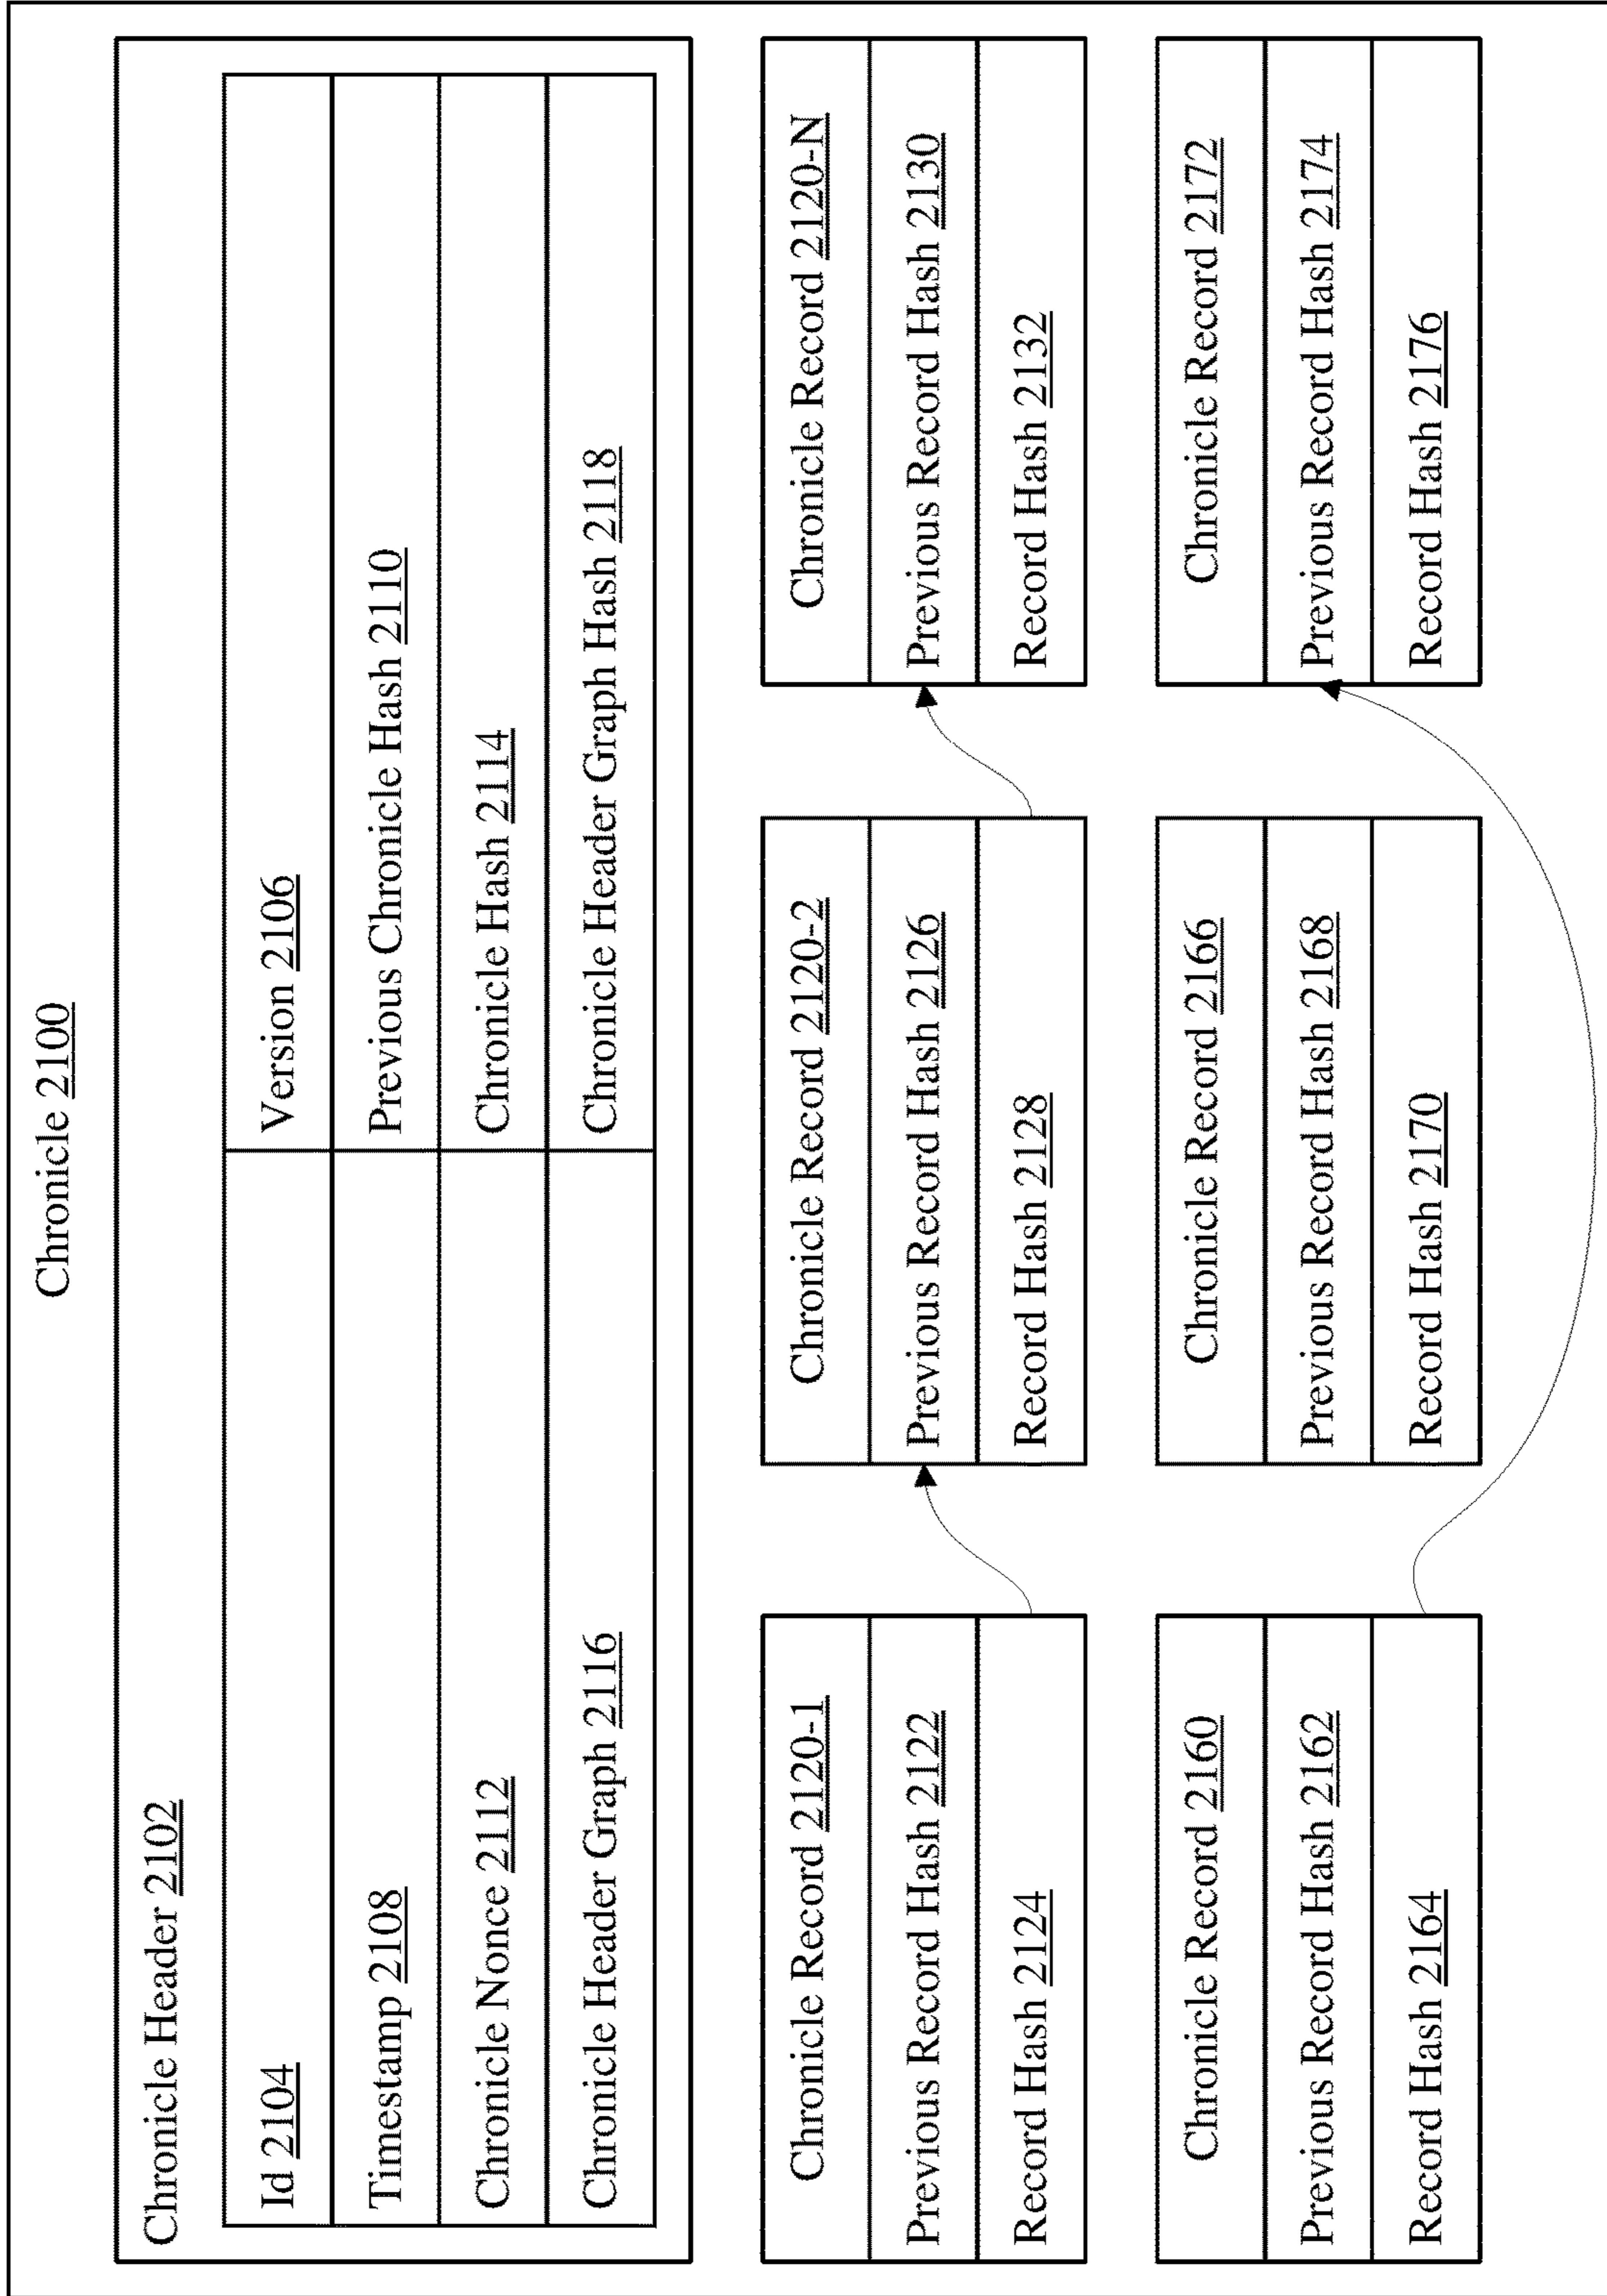 Chronicle 2100
Chronicle Header 2102
Id 2104
Version 2106
Timestamp 2108
Previous Chronicle Hash 2110
Chronicle Nonce 2112
Chronicle Hash 2114
Chronicle Header Graph 2116
Chronicle Header Graph Hash 2118
Chronicle Record 2120-1
Previous Record Hash 2122
Record Hash 2124
Chronicle Record 2120-2
Previous Record Hash 2126
Record Hash 2128
Chronicle Record 2120-N
Previous Record Hash 2130
Record Hash 2132
Chronicle Record 2160
Previous Record Hash 2162
Record Hash 2164
Chronicle Record 2166
Previous Record Hash 2168
Record Hash 2170
Chronicle Record 2172
Previous Record Hash 2174
Record Hash 2176